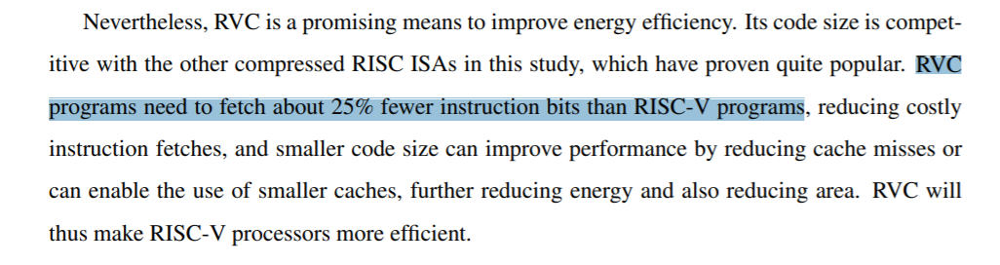 Nevertheless, RVC is a promising means to improve energy efficiency. Its code size is compet-
itive with the other compressed RISC ISAs in this study, which have proven quite popular. RVC
programs need to fetch about 25% fewer instruction bits than RISC-V programs, reducing costly
instruction fetches, and smaller code size can improve performance by reducing cache misses or
can enable the use of smaller caches, further reducing energy and also reducing area. RVC will
thus make RISC-V processors more efficient.